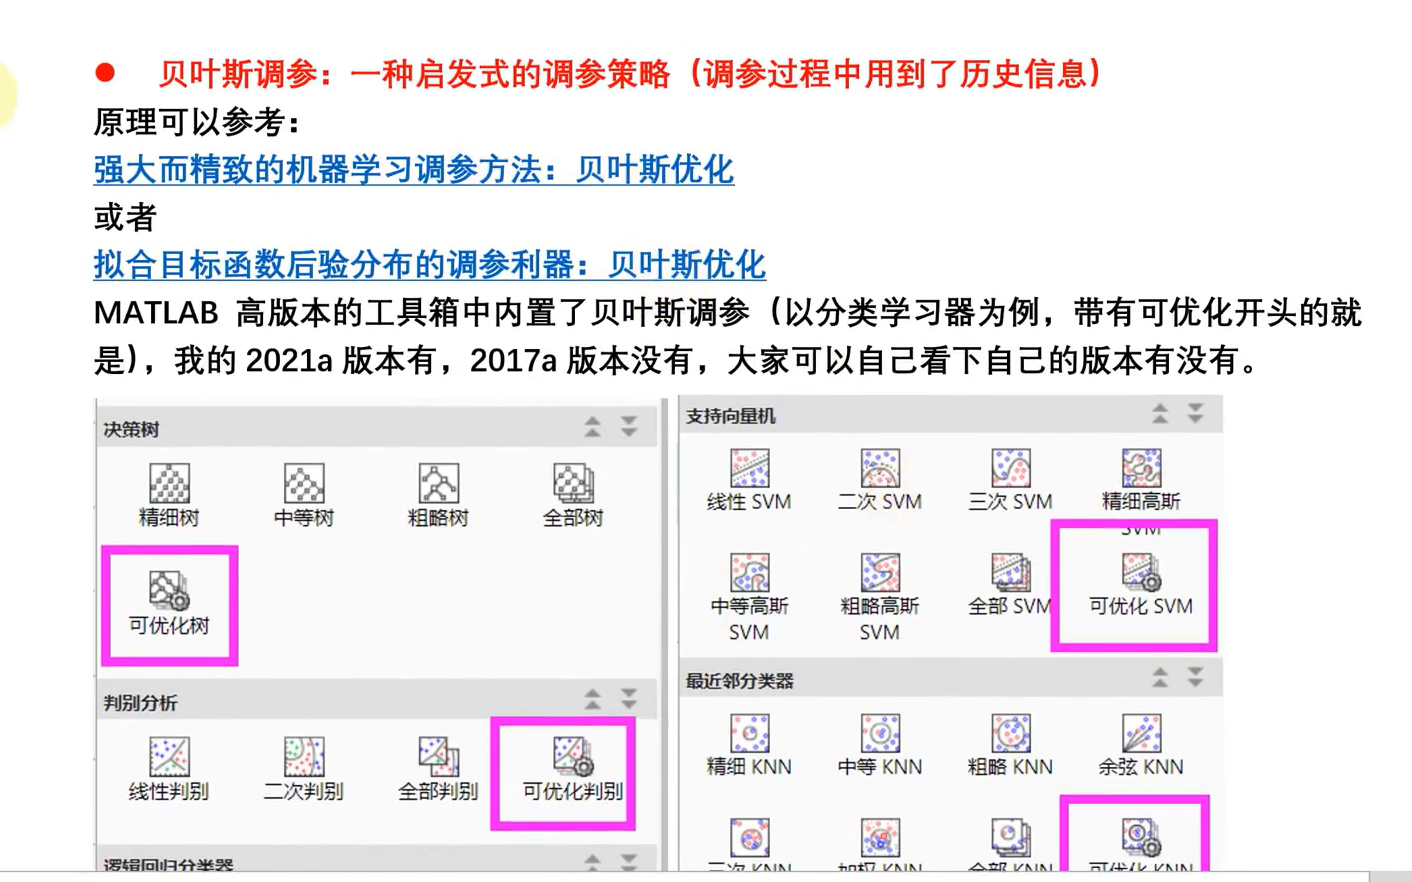 ● 贝叶斯调参：一种启发式的调参策略（调参过程中用到了历史信息）
原理可以参考：
强大而精致的机器学习调参方法：贝叶斯优化
或者
拟合目标函数后验分布的调参利器：贝叶斯优化
MATLAB 高版本的工具箱中内置了贝叶斯调参（以分类学习器为例，带有可优化开头的就
是），我的 2021a 版本有，2017a 版本没有，大家可以自己看下自己的版本有没有。
决策树
精细树 中等树 粗略树 全部树
可优化树
判别分析
线性判别 二次判别 全部判别 可优化判别
逻辑回归分类器
支持向量机
线性 SVM 二次 SVM 三次 SVM 精细高斯
SVM
中等高斯 粗略高斯 全部 SVM 可优化 SVM
SVM SVM
最近邻分类器
精细 KNN 中等 KNN 粗略 KNN 余弦 KNN
三次 KNN 加权 KNN 全部 KNN 可优化 KNN